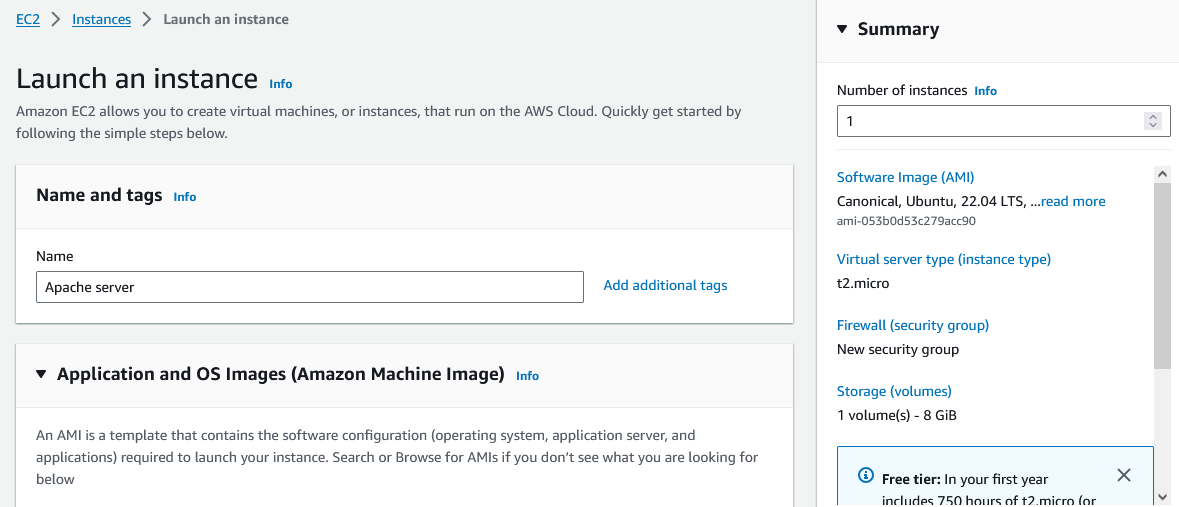 EC2 > Instances > Launch an instance
Launch an instance Info
Amazon EC2 allows you to create virtual machines, or instances, that run on the AWS Cloud. Quickly get started by
following the simple steps below.
Name and tags Info
Name
Apache server
Add additional tags
Application and OS Images (Amazon Machine Image) Info
An AMI is a template that contains the software configuration (operating system, application server, and
applications) required to launch your instance. Search or Browse for AMIs if you don’t see what you are looking for
below
Summary
Number of instances Info
1
Software Image (AMI)
Canonical, Ubuntu, 22.04 LTS, ...read more
ami-053b0d53c279acc90
Virtual server type (instance type)
t2.micro
Firewall (security group)
New security group
Storage (volumes)
1 volume(s) - 8 GiB
Free tier: In your first year
includes 750 hours of t2.micro (or